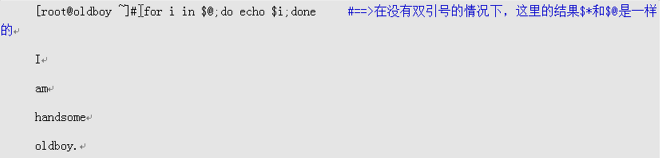 [root@oldboy ~]# for i in $@;do echo $i;done #==>在没有双引号的情况下，这里的结果$*和$@是一样
的
I
am
handsome
oldboy.